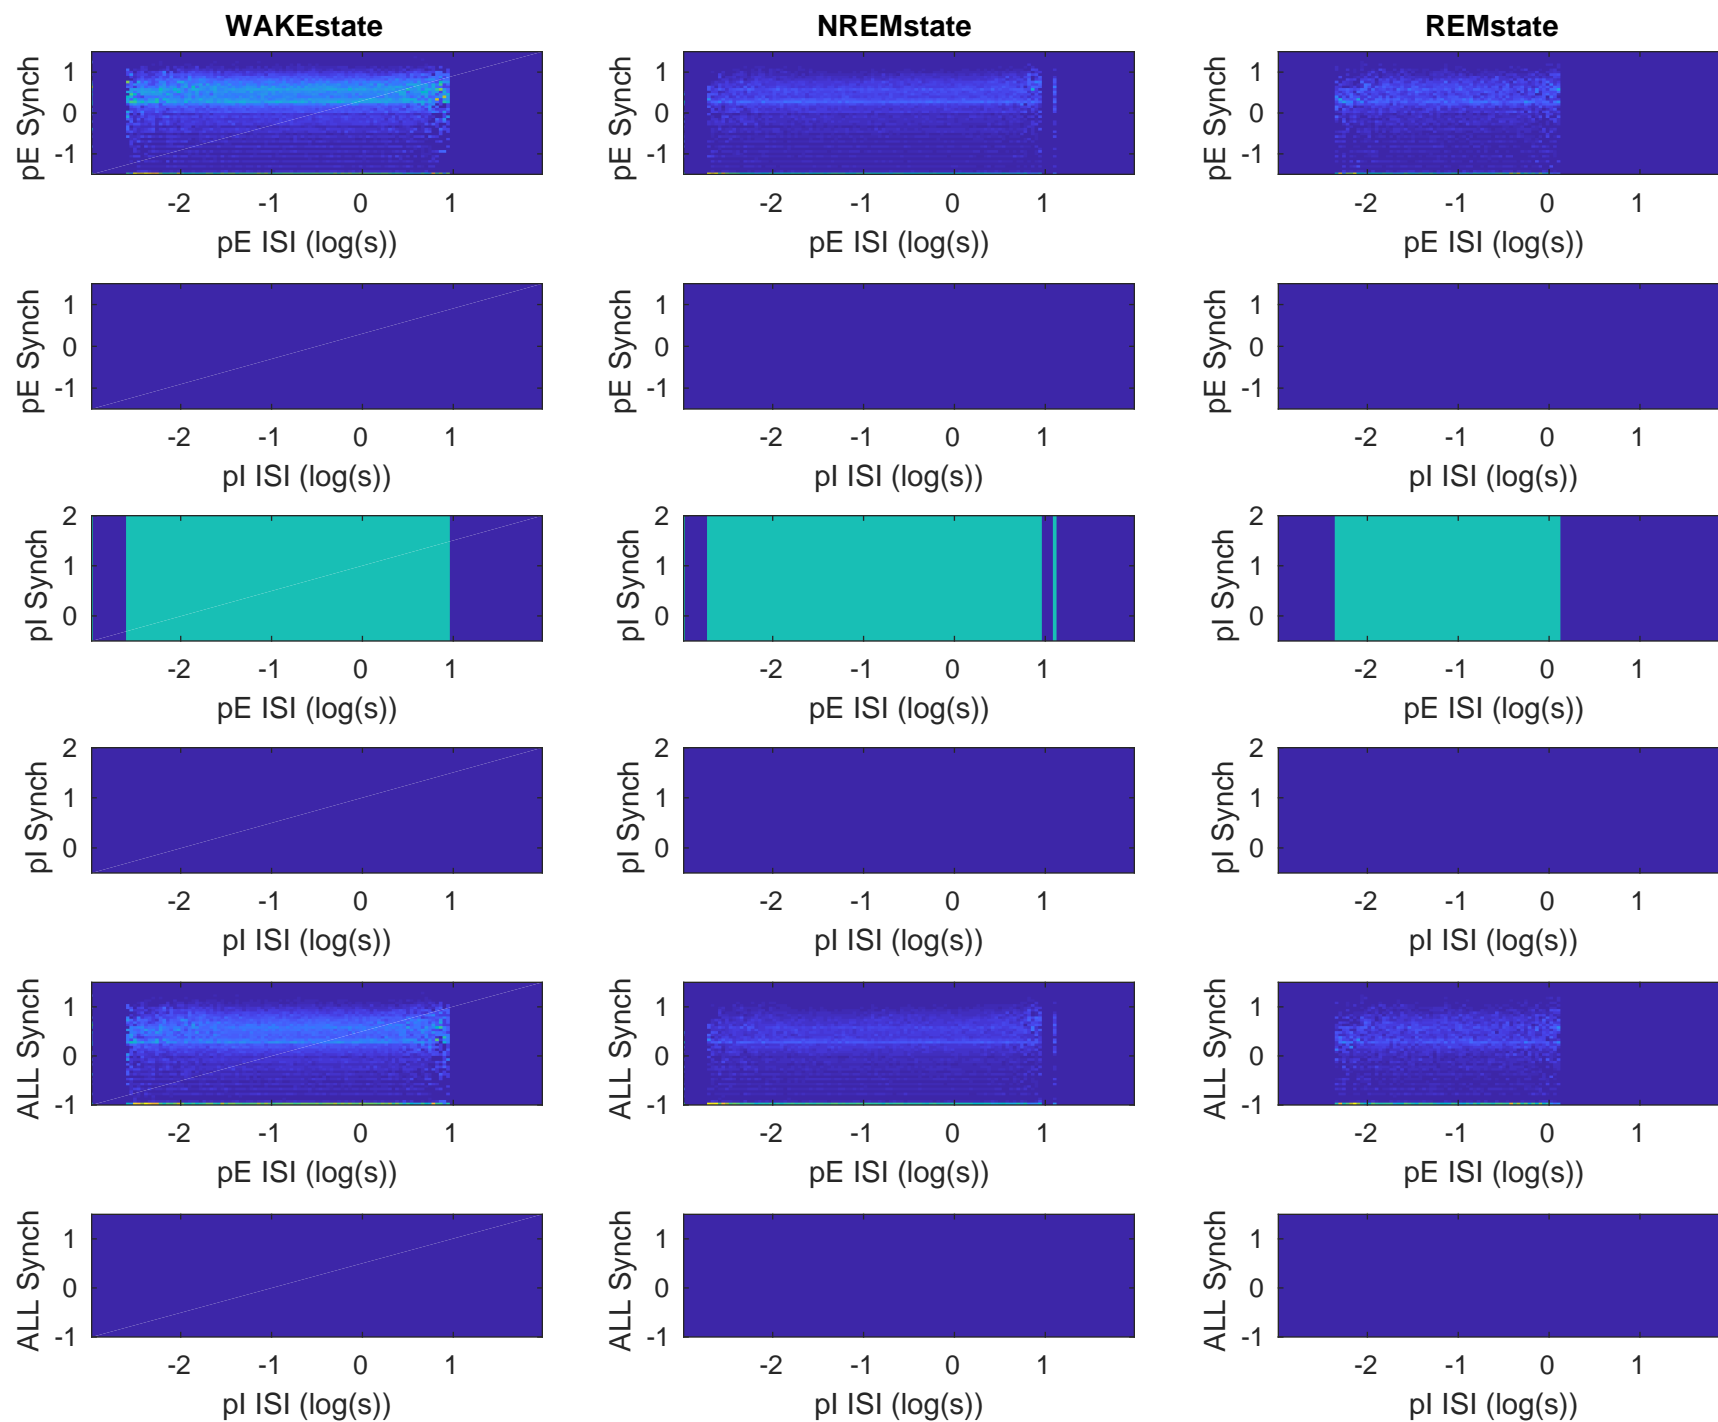 WAKEstate NREMstate REMstate
pE Synch 1 0 -1 pE Synch 1 0 -1 pE Synch 1 0 -1
-2 -1 0 1 -2 -1 0 1 -2 -1 0 1
pE ISI (log(s)) pE ISI (log(s)) pE ISI (log(s))
pE Synch 1 0 -1 pE Synch 1 0 -1 pE Synch 1 0 -1
-2 -1 0 1 -2 -1 0 1 -2 -1 0 1
pI ISI (log(s)) pI ISI (log(s)) pI ISI (log(s))
pI Synch 2 1 0 pI Synch 2 1 0 pI Synch 2 1 0
-2 -1 0 1 -2 -1 0 1 -2 -1 0 1
pE ISI (log(s)) pE ISI (log(s)) pE ISI (log(s))
pI Synch 2 1 0 pI Synch 2 1 0 pI Synch 2 1 0
-2 -1 0 1 -2 -1 0 1 -2 -1 0 1
pI ISI (log(s)) pI ISI (log(s)) pI ISI (log(s))
ALL Synch 1 0 -1 ALL Synch 1 0 -1 ALL Synch 1 0 -1
-2 -1 0 1 -2 -1 0 1 -2 -1 0 1
pE ISI (log(s)) pE ISI (log(s)) pE ISI (log(s))
ALL Synch 1 0 -1 ALL Synch 1 0 -1 ALL Synch 1 0 -1
-2 -1 0 1 -2 -1 0 1 -2 -1 0 1
pI ISI (log(s)) pI ISI (log(s)) pI ISI (log(s))